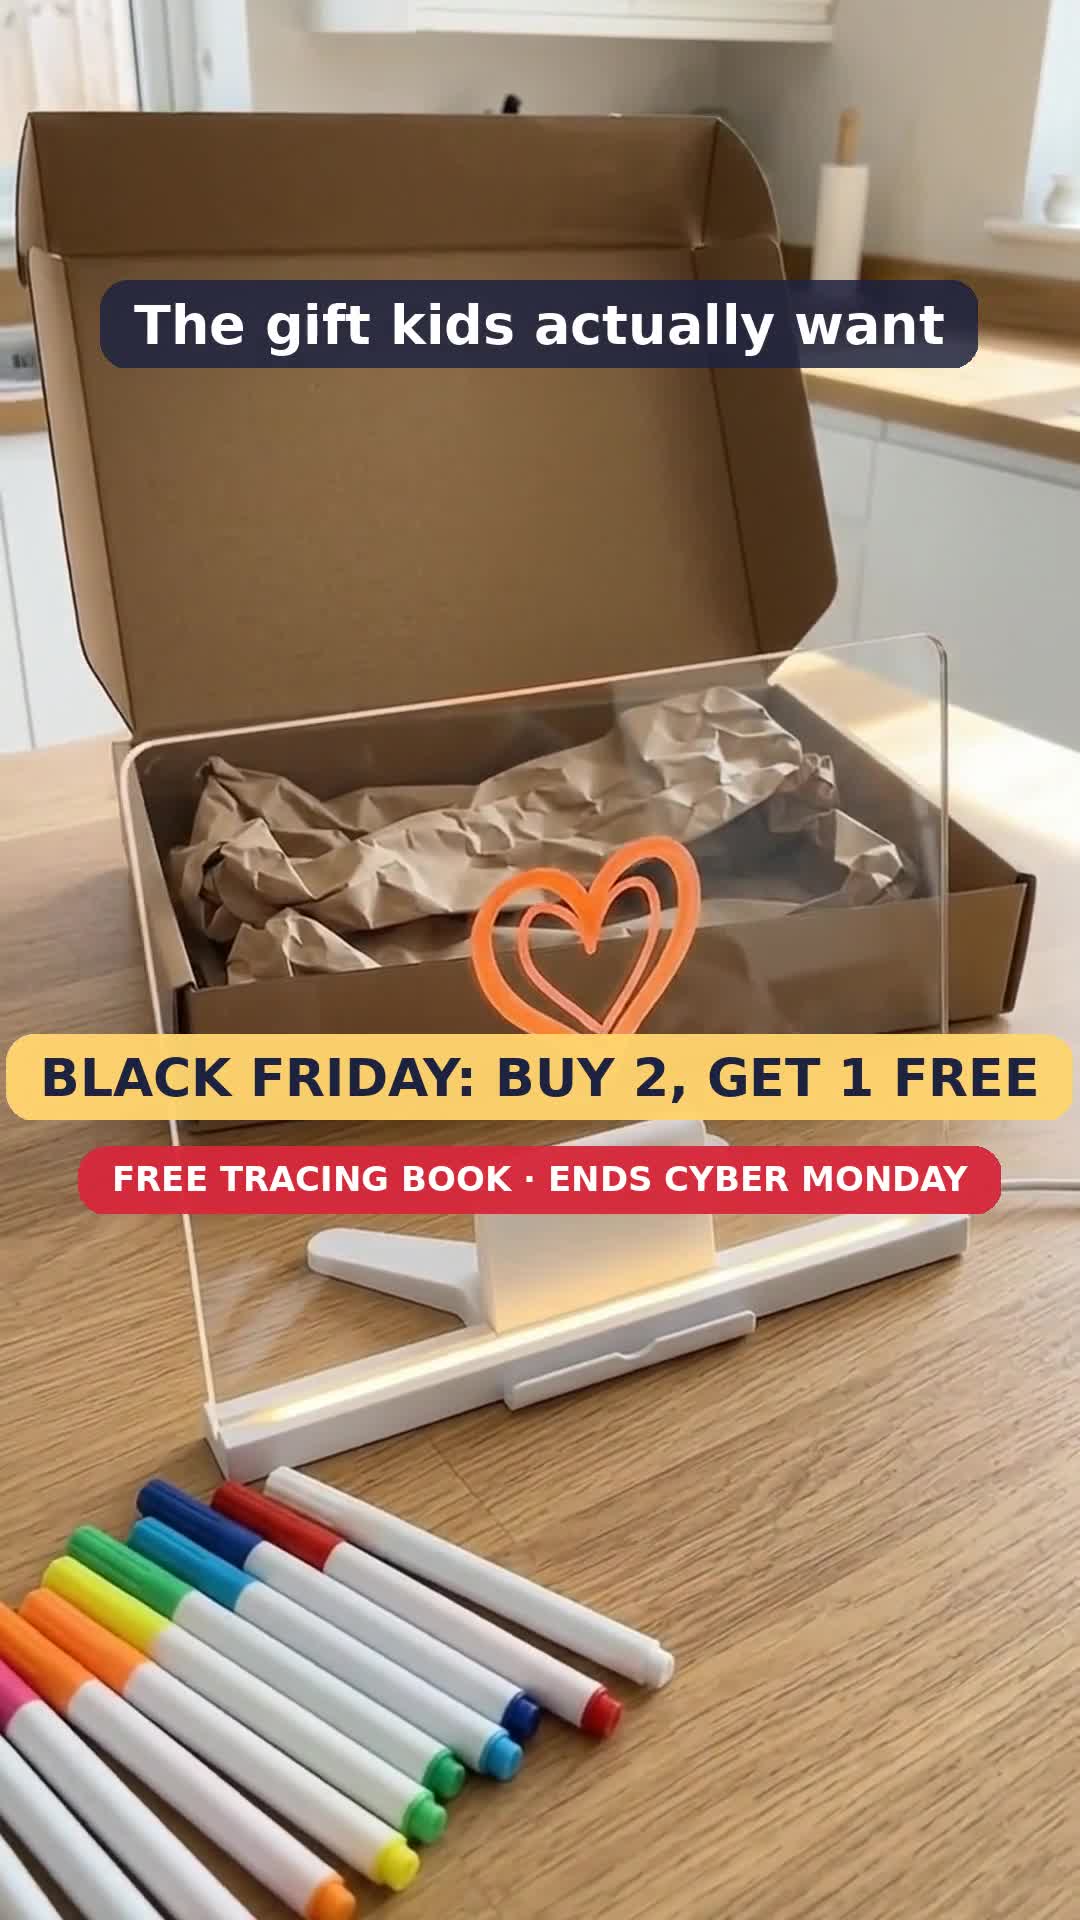 The gift kids actually want
BLACK FRIDAY: BUY 2, GET 1 FREE
FREE TRACING BOOK · ENDS CYBER MONDAY